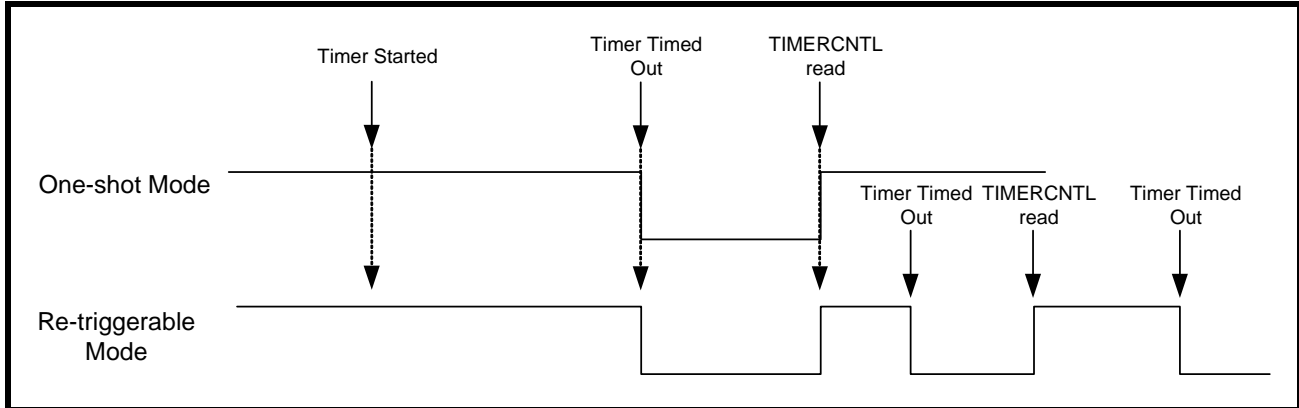 Timer Started
Timer Timed
Out
TIMERCNTL
read
One-shot Mode
Timer Timed
Out
TIMERCNTL
read
Timer Timed
Out
Re-triggerable
Mode